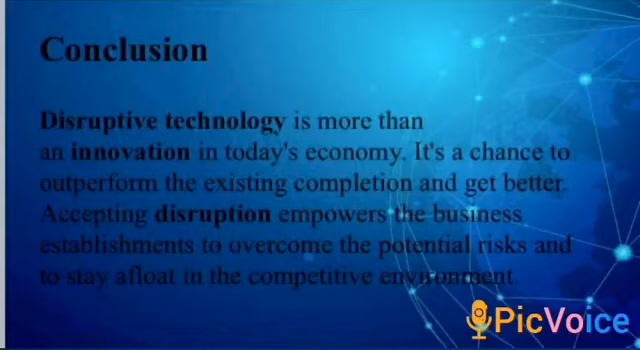 Conclusion
Disruptive technology is more than
an innovation in today's economy. It's a chance to
outperform the existing completion and get better.
Accepting disruption empowers the business
establishments to overcome the potential risks and
to stay afloat in the competitive environment.
PicVoice